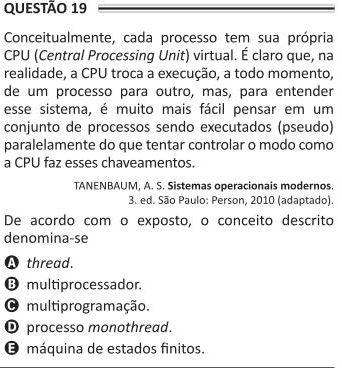 QUESTÃO 19
Conceitualmente, cada processo tem sua própria
CPU (Central Processing Unit) virtual. É claro que, na
realidade, a CPU troca a execução, a todo momento,
de um processo para outro, mas, para entender
esse sistema, é muito mais fácil pensar em um
conjunto de processos sendo executados (pseudo)
paralelamente do que tentar controlar o modo como
a CPU faz esses chaveamentos.
TANENBAUM, A. S. Sistemas operacionais modernos.
3. ed. São Paulo: Person, 2010 (adaptado).
De acordo com o exposto, o conceito descrito
denomina-se
A thread.
B multiprocessador.
C multiprogramação.
D processo monothread.
E máquina de estados finitos.